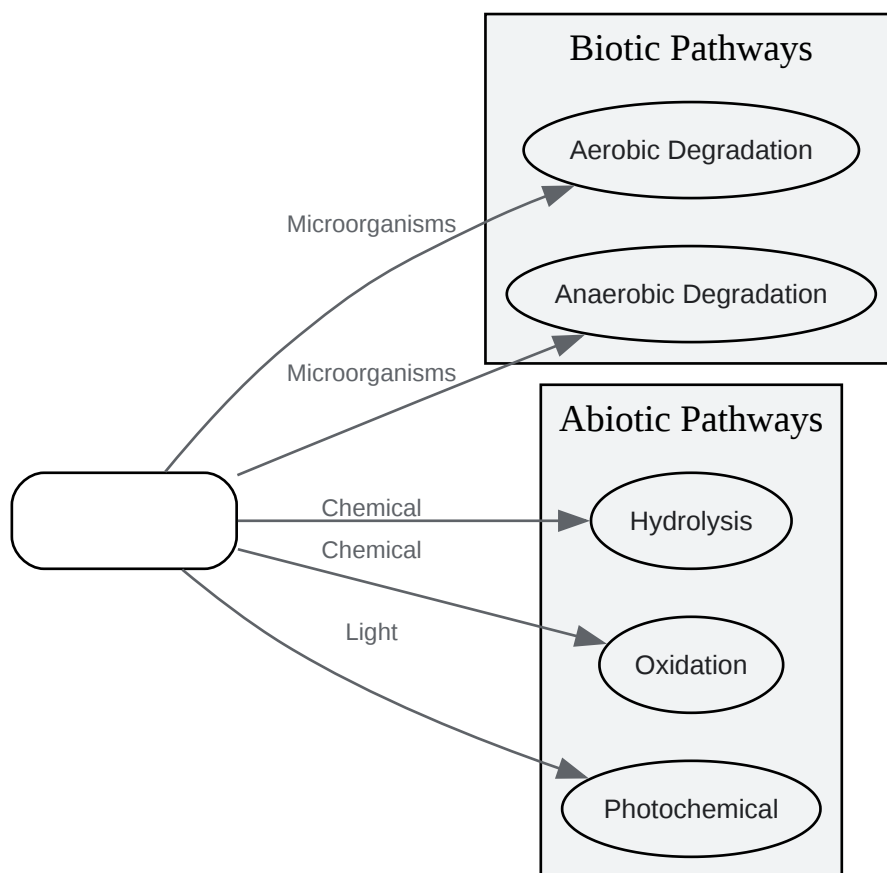 Biotic Pathways
Aerobic Degradation
Microorganisms
Anaerobic Degradation
Microorganisms
Abiotic Pathways
Chemical
Hydrolysis
Chemical
Light
Oxidation
Photochemical